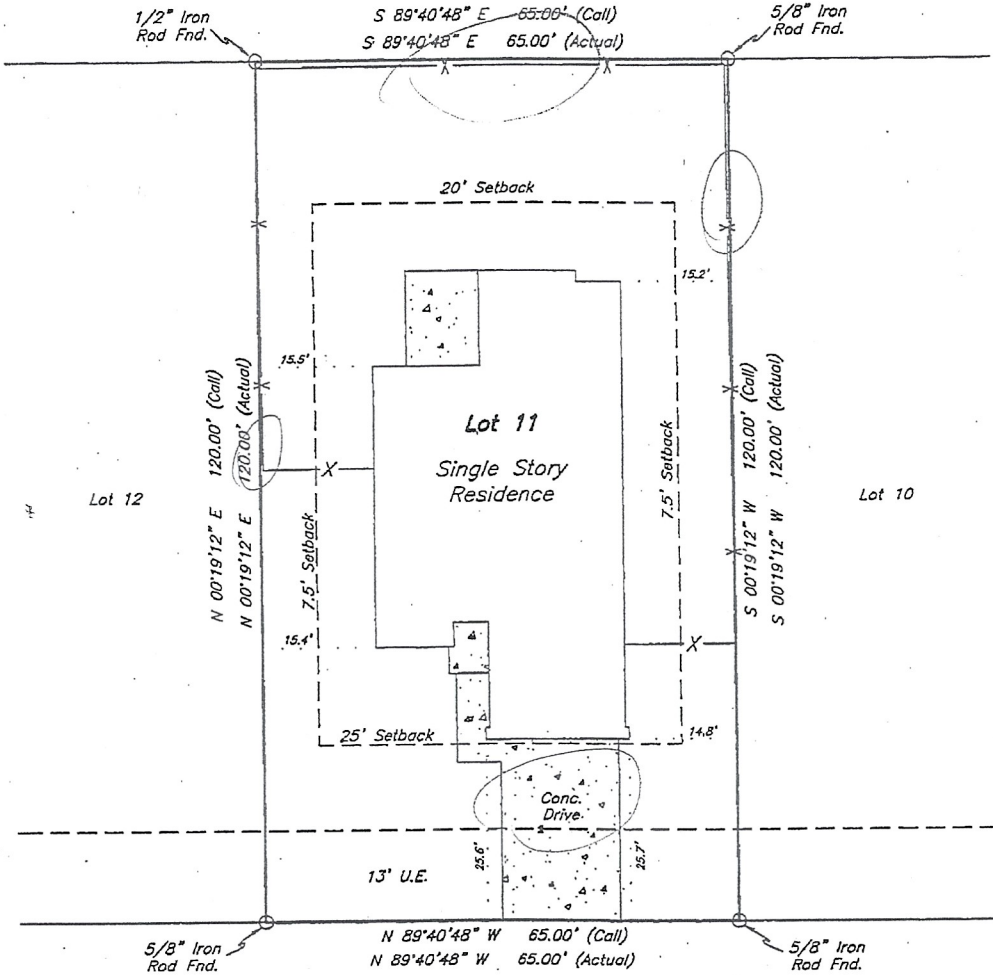 S 89°40'48" E 65.00' (Call)
S 89°40'48" E 65.00' (Actual)
1/2" Iron
Rod Fnd.
5/8" Iron
Rod Fnd.
20' Setback
15.2'
15.5'
Lot 11
Single Story
Residence
Lot 12
Lot 10
N 00°19'12" E 120.00' (Call)
N 00°19'12" E 120.00' (Actual)
7.5' Setback
7.5' Setback
S 00°19'12" W 120.00' (Call)
S 00°19'12" W 120.00' (Actual)
15.4'
25' Setback
14.8'
Conc.
Drive
25.6'
25.7'
13' U.E.
5/8" Iron
Rod Fnd.
N 89°40'48" W 65.00' (Call)
N 89°40'48" W 65.00' (Actual)
5/8" Iron
Rod Fnd.